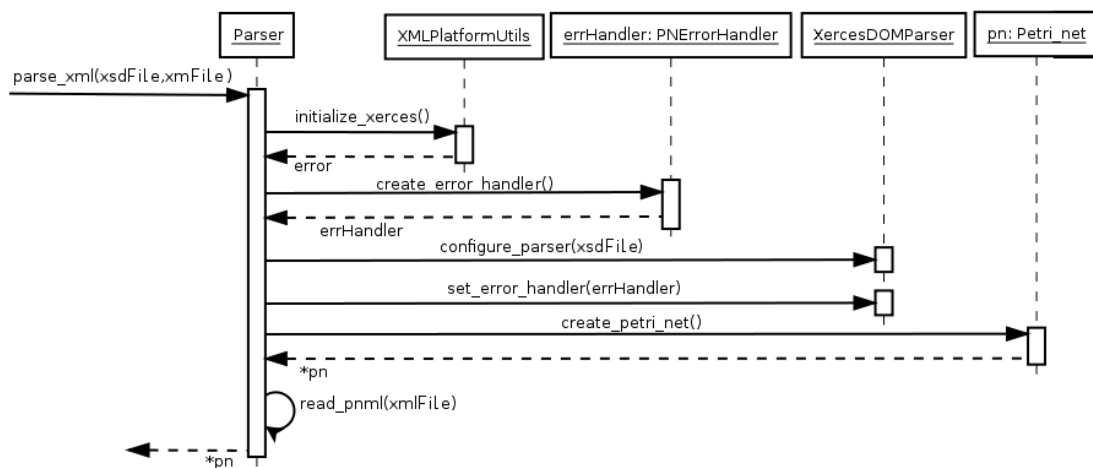 Parser
XMLPlatformUtils
errHandler: PNErrorHandler
XercesDOMParser
pn: Petri_net
parse_xml(xsdFile,xmFile)
initialize_xerces()
error
create_error_handler()
errHandler
configure_parser(xsdFile)
set_error_handler(errHandler)
create_petri_net()
*pn
read_pnml(xmlFile)
*pn